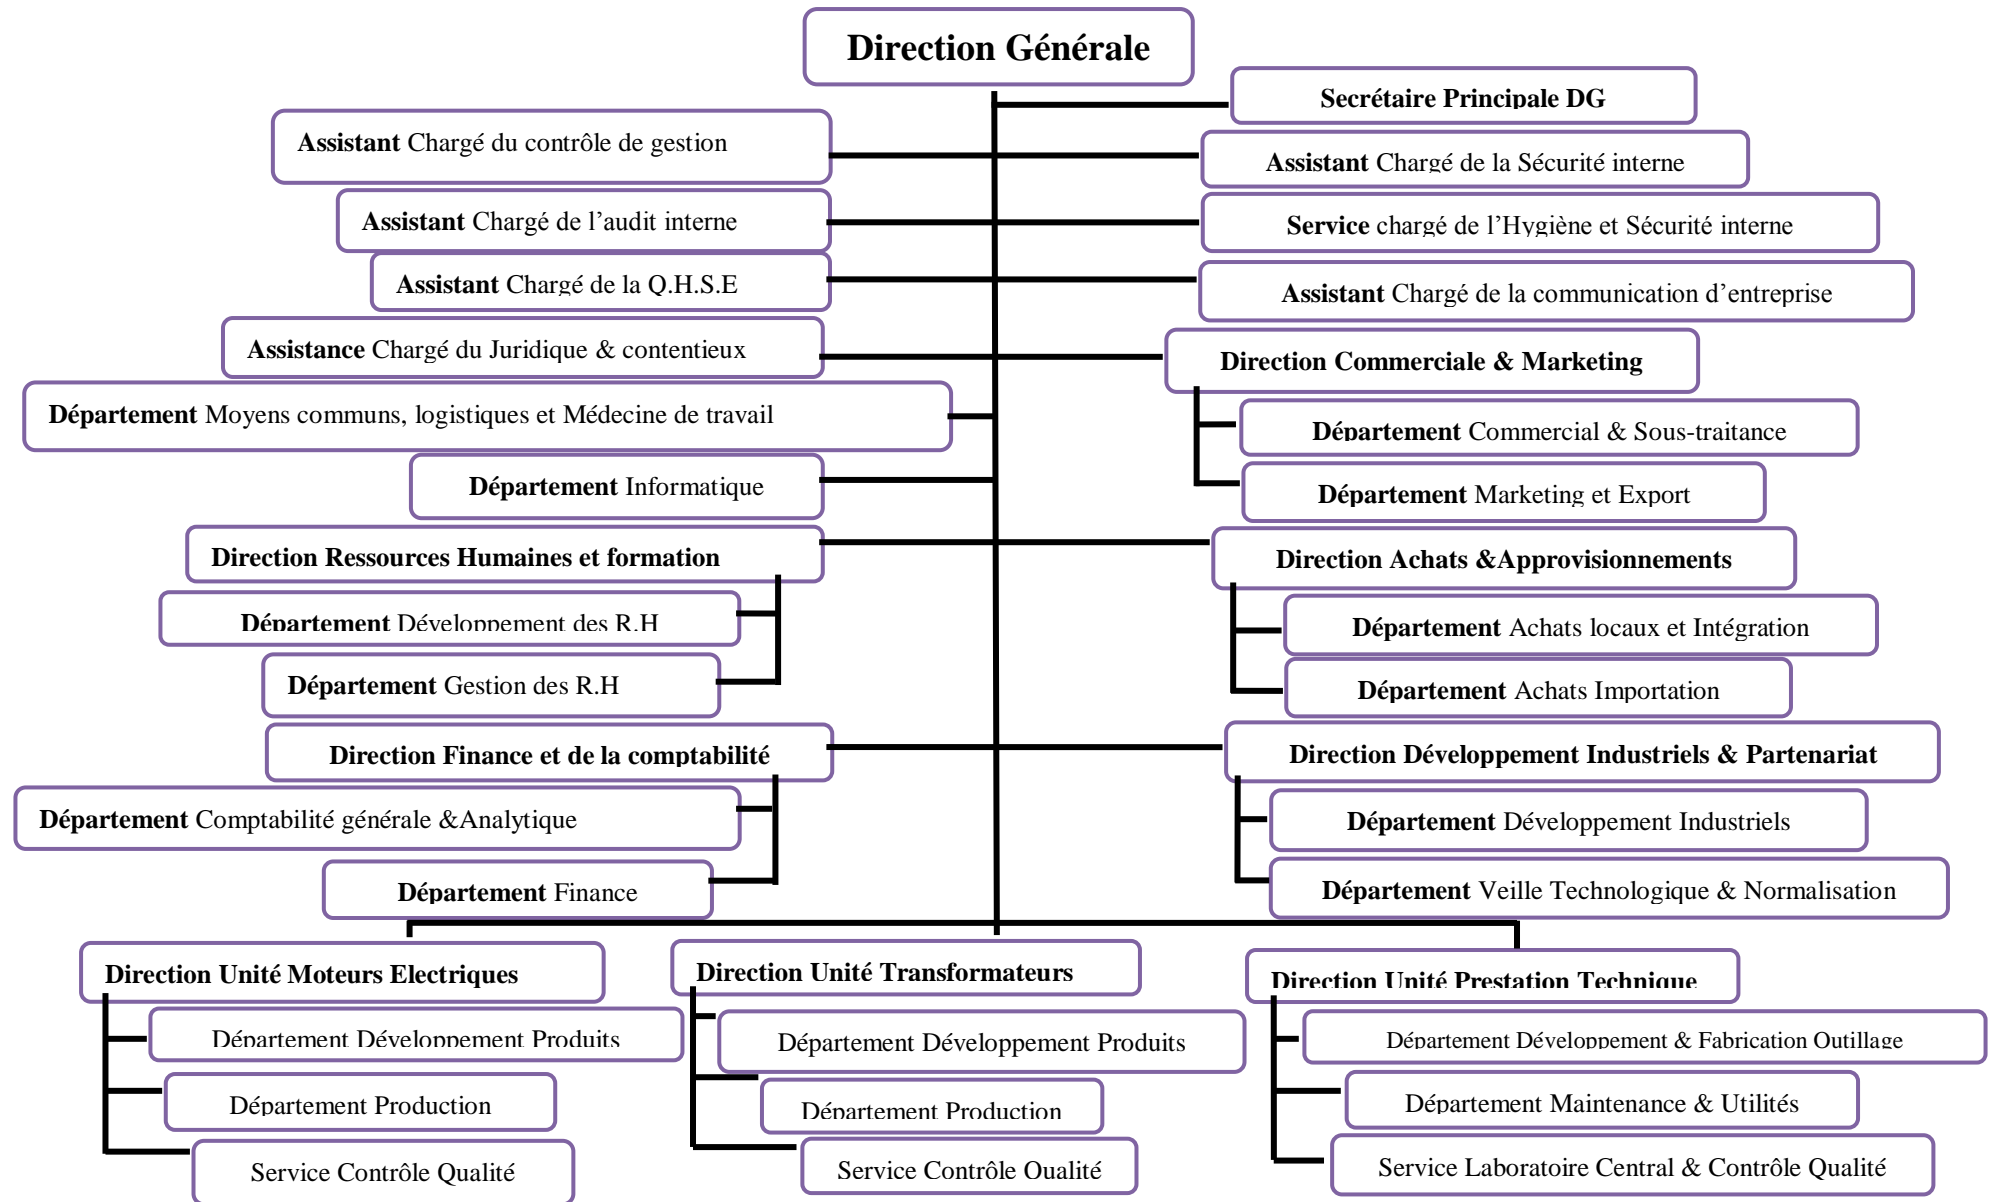 Direction Générale
Secrétaire Principale DG
Assistant Chargé du contrôle de gestion
Assistant Chargé de la Sécurité interne
Assistant Chargé de l’audit interne
Service chargé de l’Hygiène et Sécurité interne
Assistant Chargé de la Q.H.S.E
Assistant Chargé de la communication d’entreprise
Assistance Chargé du Juridique & contentieux
Direction Commerciale & Marketing
Département Moyens communs, logistiques et Médecine de travail
Département Commercial & Sous-traitance
Département Informatique
Département Marketing et Export
Direction Ressources Humaines et formation
Direction Achats &Approvisionnements
Département Développement des R.H
Département Achats locaux et Intégration
Département Gestion des R.H
Département Achats Importation
Direction Finance et de la comptabilité
Direction Développement Industriels & Partenariat
Département Comptabilité générale &Analytique
Département Développement Industriels
Département Finance
Département Veille Technologique & Normalisation
Direction Unité Moteurs Electriques
Département Développement Produits
Département Production
Service Contrôle Qualité
Direction Unité Transformateurs
Département Développement Produits
Département Production
Service Contrôle Qualité
Direction Unité Prestation Technique
Département Développement & Fabrication Outillage
Département Maintenance & Utilités
Service Laboratoire Central & Contrôle Qualité